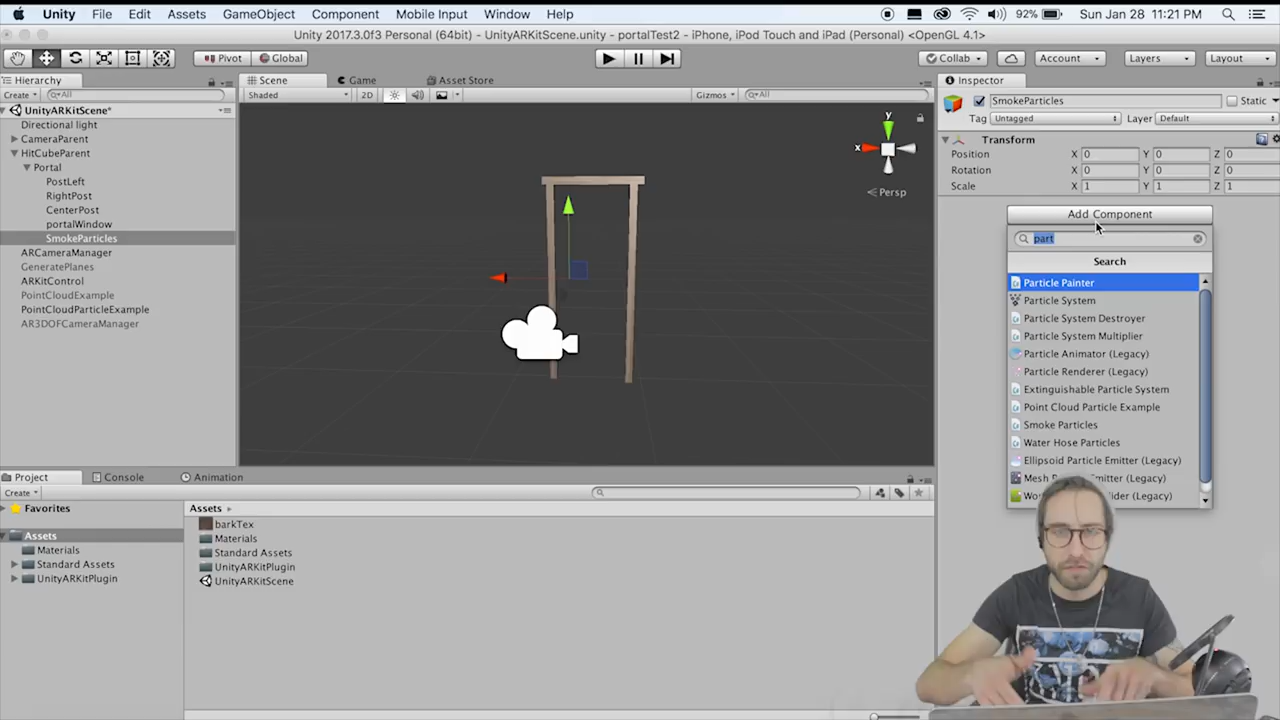 Unity File Edit Assets GameObject Component Mobile Input Window Help 92% Sun Jan 28 11:21 PM
Unity 2017.3.0f3 Personal (64bit) - UnityARKitScene.unity - portalTest2 - iPhone, iPod Touch and iPad (Personal) <OpenGL 4.1>
Pivot Global Collab Account Layers Layout
Hierarchy Scene Game Asset Store Inspector
Create All Shaded 2D Gizmos All
SmokeParticles Static
Tag Untagged Layer Default
UnityARKitScene*
Directional light
CameraParent
HitCubeParent
Portal
PostLeft
RightPost
CenterPost
portalWindow
SmokeParticles
ARCameraManager
GeneratePlanes
ARKitControl
PointCloudExample
PointCloudParticleExample
AR3DOFCameraManager
y
x
Persp
Transform
Position X 0 Y 0 Z 0
Rotation X 0 Y 0 Z 0
Scale X 1 Y 1 Z 1
Add Component
part
Search
Particle Painter
Particle System
Particle System Destroyer
Particle System Multiplier
Particle Animator (Legacy)
Particle Renderer (Legacy)
Extinguishable Particle System
Point Cloud Particle Example
Smoke Particles
Water Hose Particles
Ellipsoid Particle Emitter (Legacy)
Mesh Emitter (Legacy)
(Legacy)
Project Console Animation
Create
Favorites
Assets
Materials
Standard Assets
UnityARKitPlugin
Assets
barkTex
Materials
Standard Assets
UnityARKitPlugin
UnityARKitScene